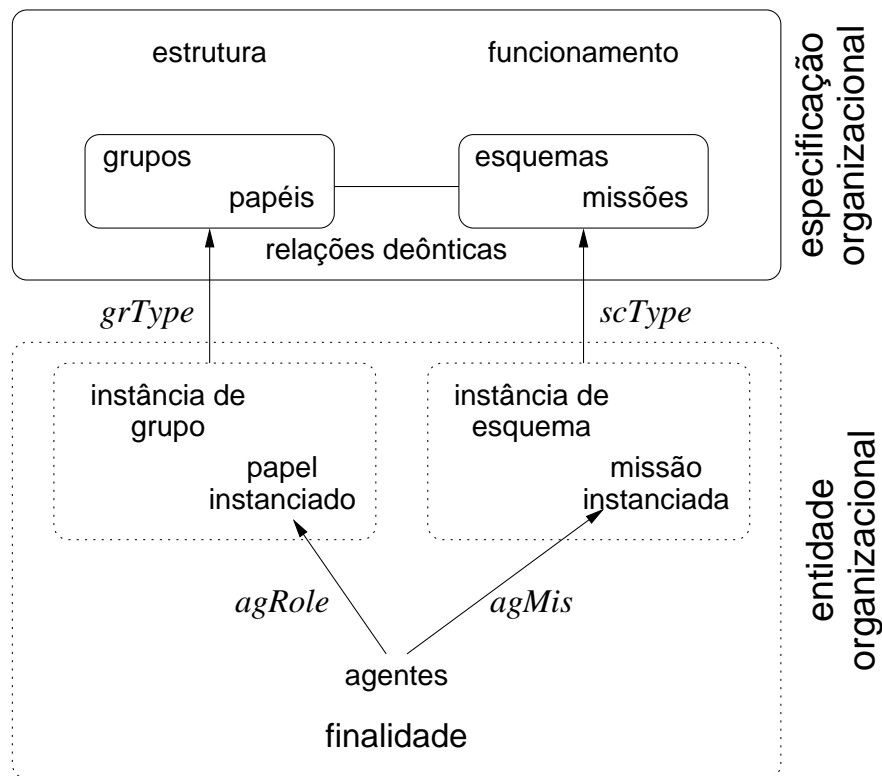 estrutura
funcionamento
grupos
papéis
esquemas
missões
relações deônticas
especificação
organizacional
grType
scType
instância de
grupo
papel
instanciado
instância de
esquema
missão
instanciada
agRole
agMis
agentes
finalidade
entidade
organizacional